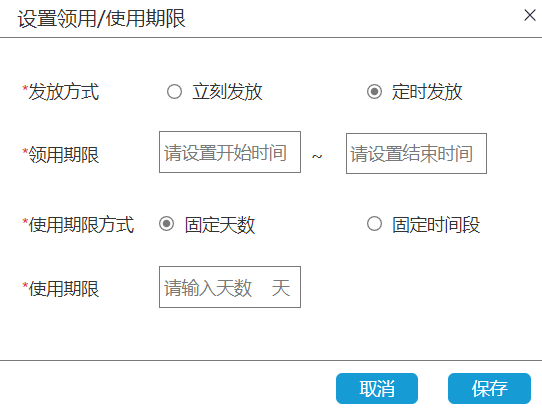 设置领用/使用期限
*发放方式 立刻发放 定时发放
*领用期限 请设置开始时间 ~ 请设置结束时间
*使用期限方式 固定天数 固定时间段
*使用期限 请输入天数 天
取消 保存